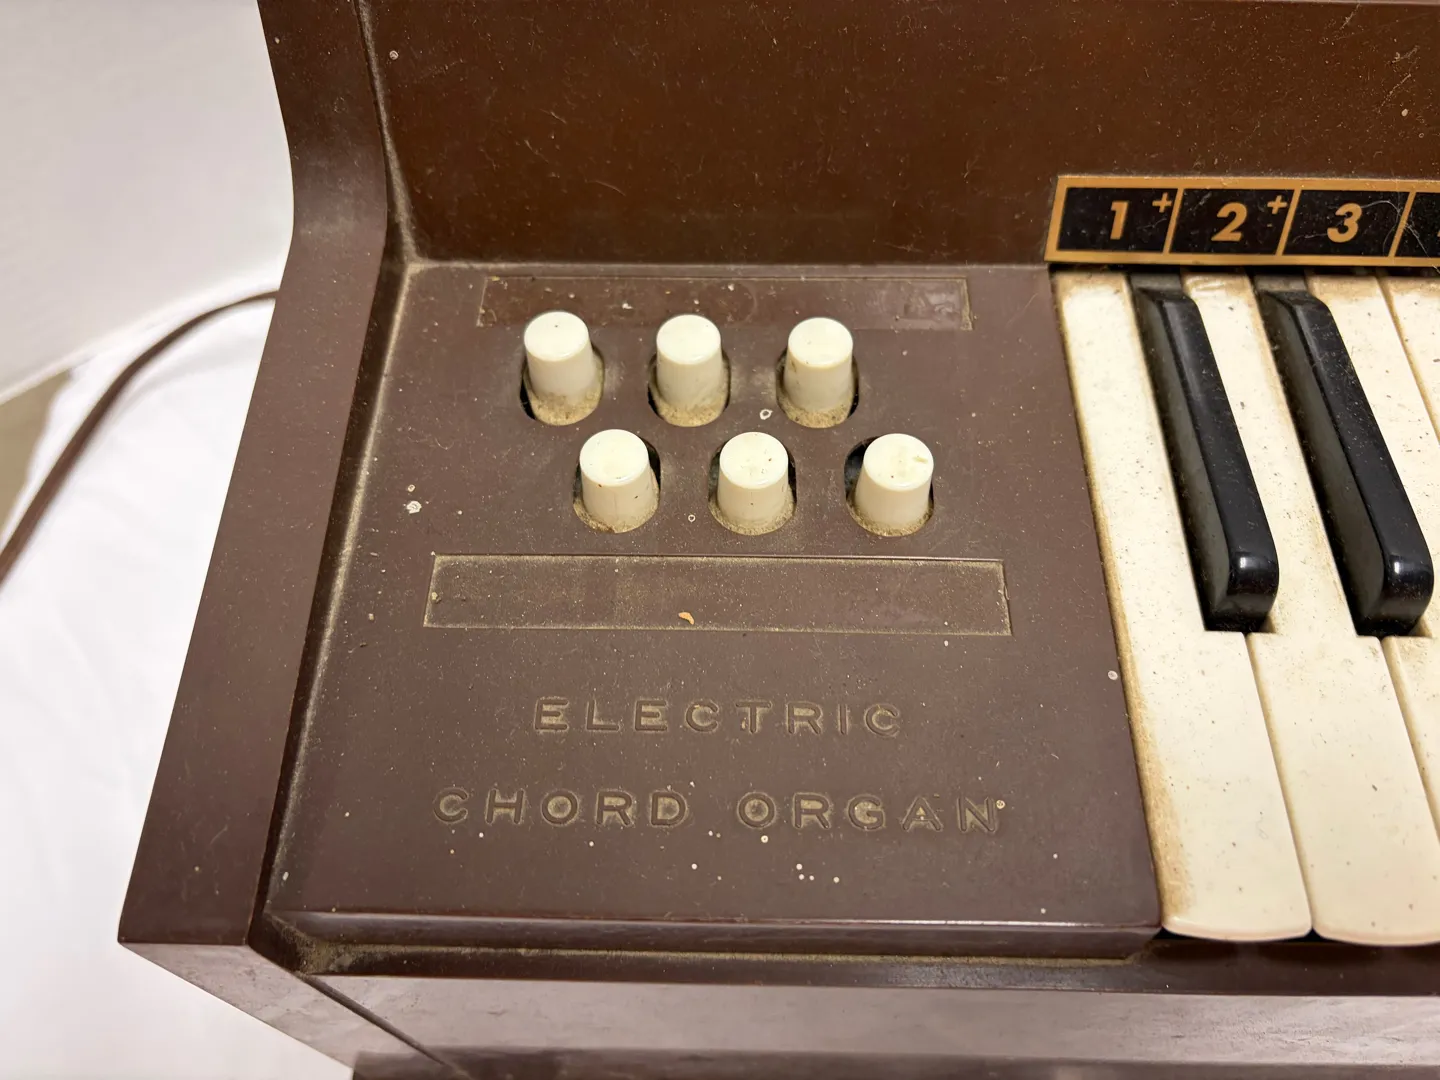 1+ 2+ 3
ELECTRIC
CHORD ORGAN